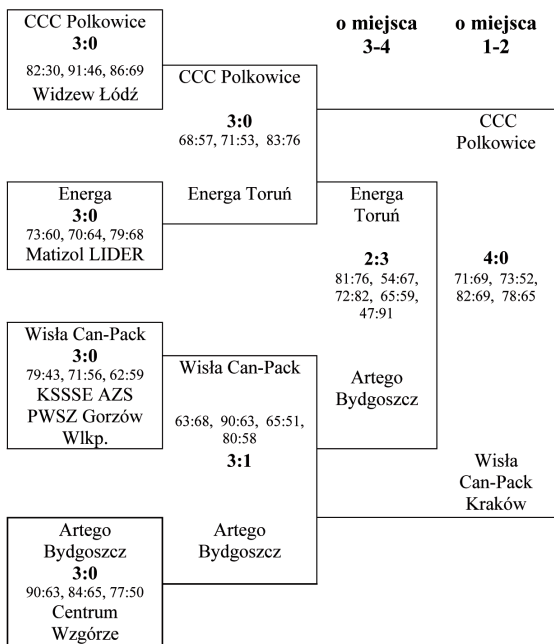 CCC Polkowice
3:0
82:30, 91:46, 86:69
Widzew Łódź
Energa
3:0
73:60, 70:64, 79:68
Matizol LIDER
Wisła Can-Pack
3:0
79:43, 71:56, 62:59
KSSSE AZS
PWSZ Gorzów
Wlkp.
Artego
Bydgoszcz
3:0
90:63, 84:65, 77:50
Centrum
Wzgórze
CCC Polkowice
3:0
68:57, 71:53, 83:76
Energa Toruń
Wisła Can-Pack
63:68, 90:63, 65:51,
80:58
3:1
Artego
Bydgoszcz
o miejsca
3-4
Energa
Toruń
2:3
81:76, 54:67,
72:82, 65:59,
47:91
Artego
Bydgoszcz
o miejsca
1-2
CCC
Polkowice
4:0
71:69, 73:52,
82:69, 78:65
Wisła
Can-Pack
Kraków